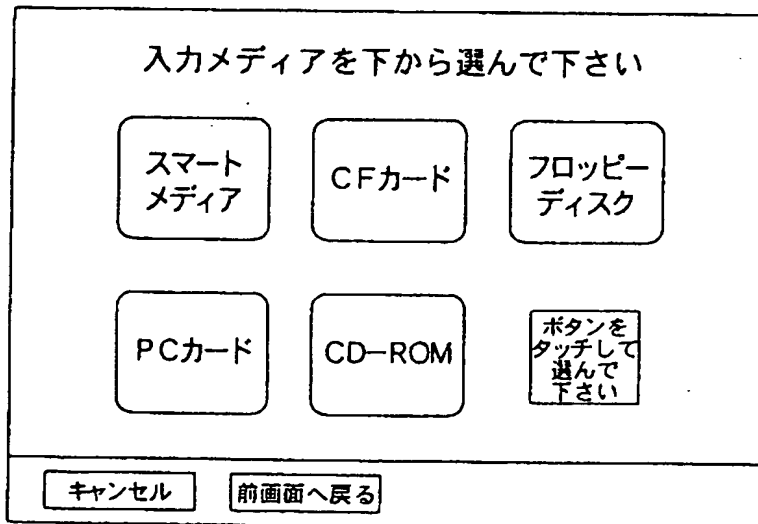 入力メディアを下から選んで下さい
スマート
メディア
CFカード
フロッピー
ディスク
PCカード
CD-ROM
ボタンを
タッチして
選んで
下さい
キャンセル
前画面へ戻る